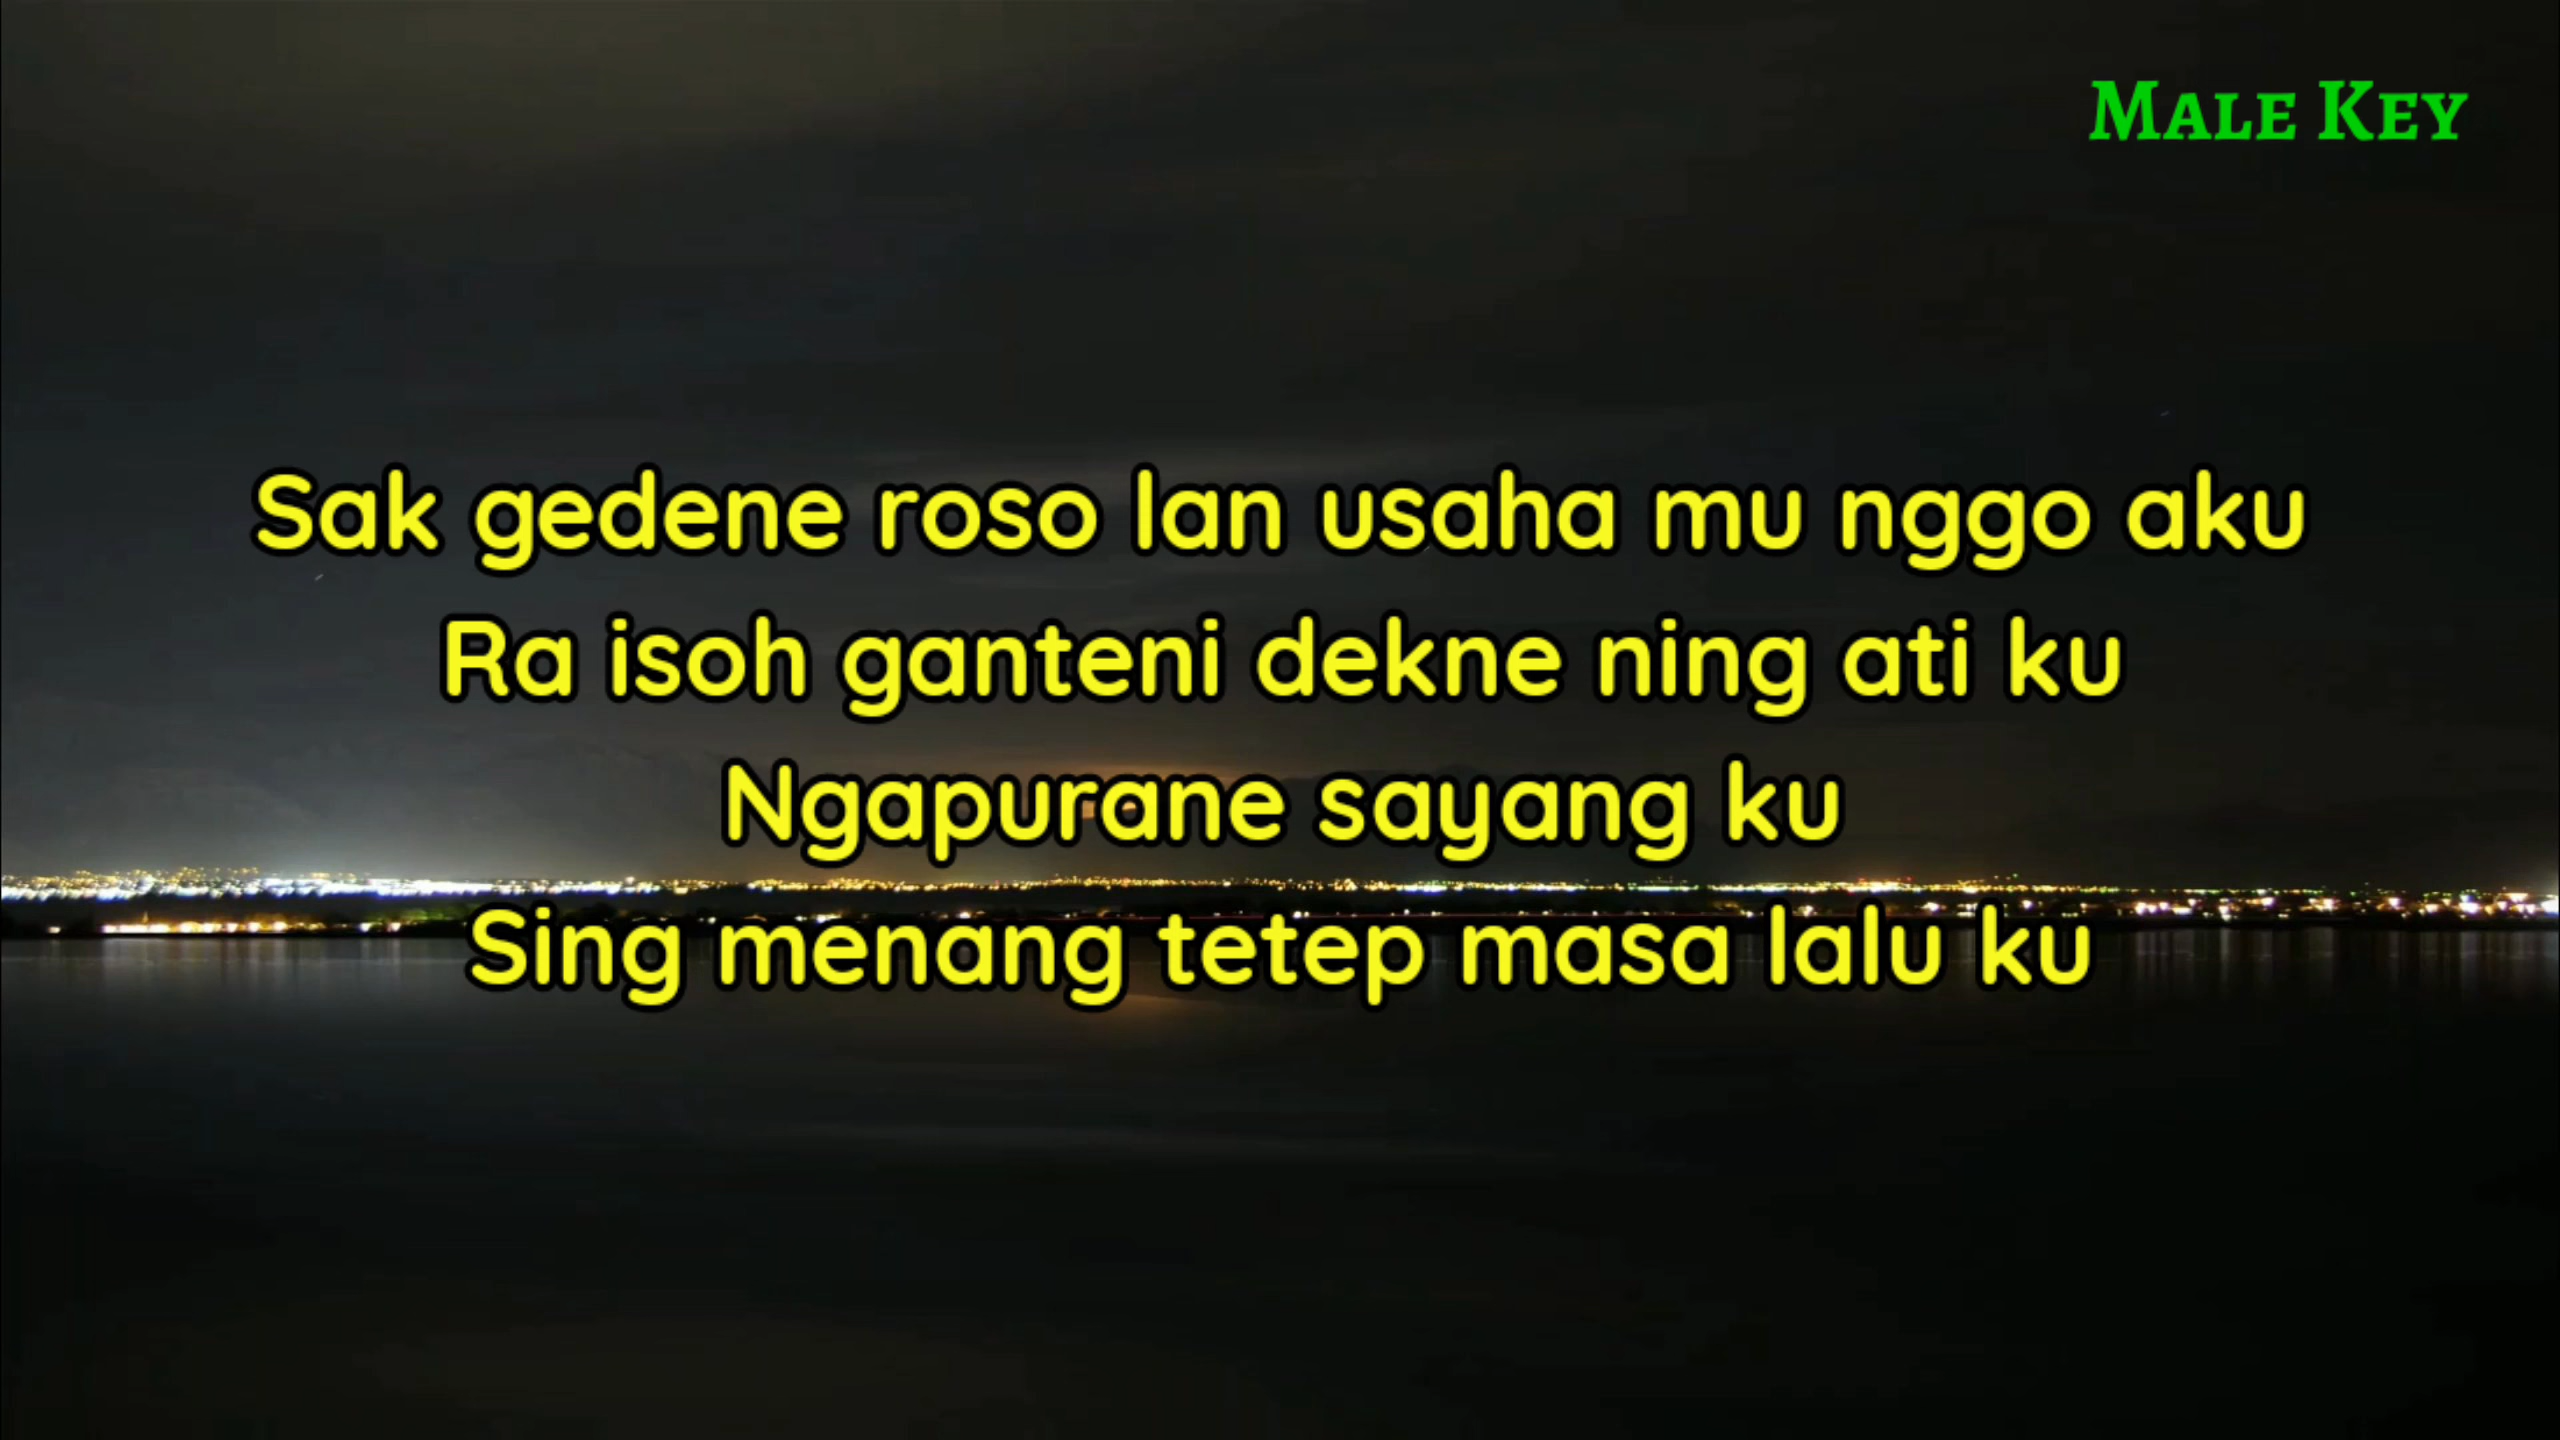 MALE KEY
Sak gedene roso lan usaha mu nggo aku
Ra isoh ganteni dekne ning ati ku
Ngapurane sayang ku
Sing menang tetep masa lalu ku